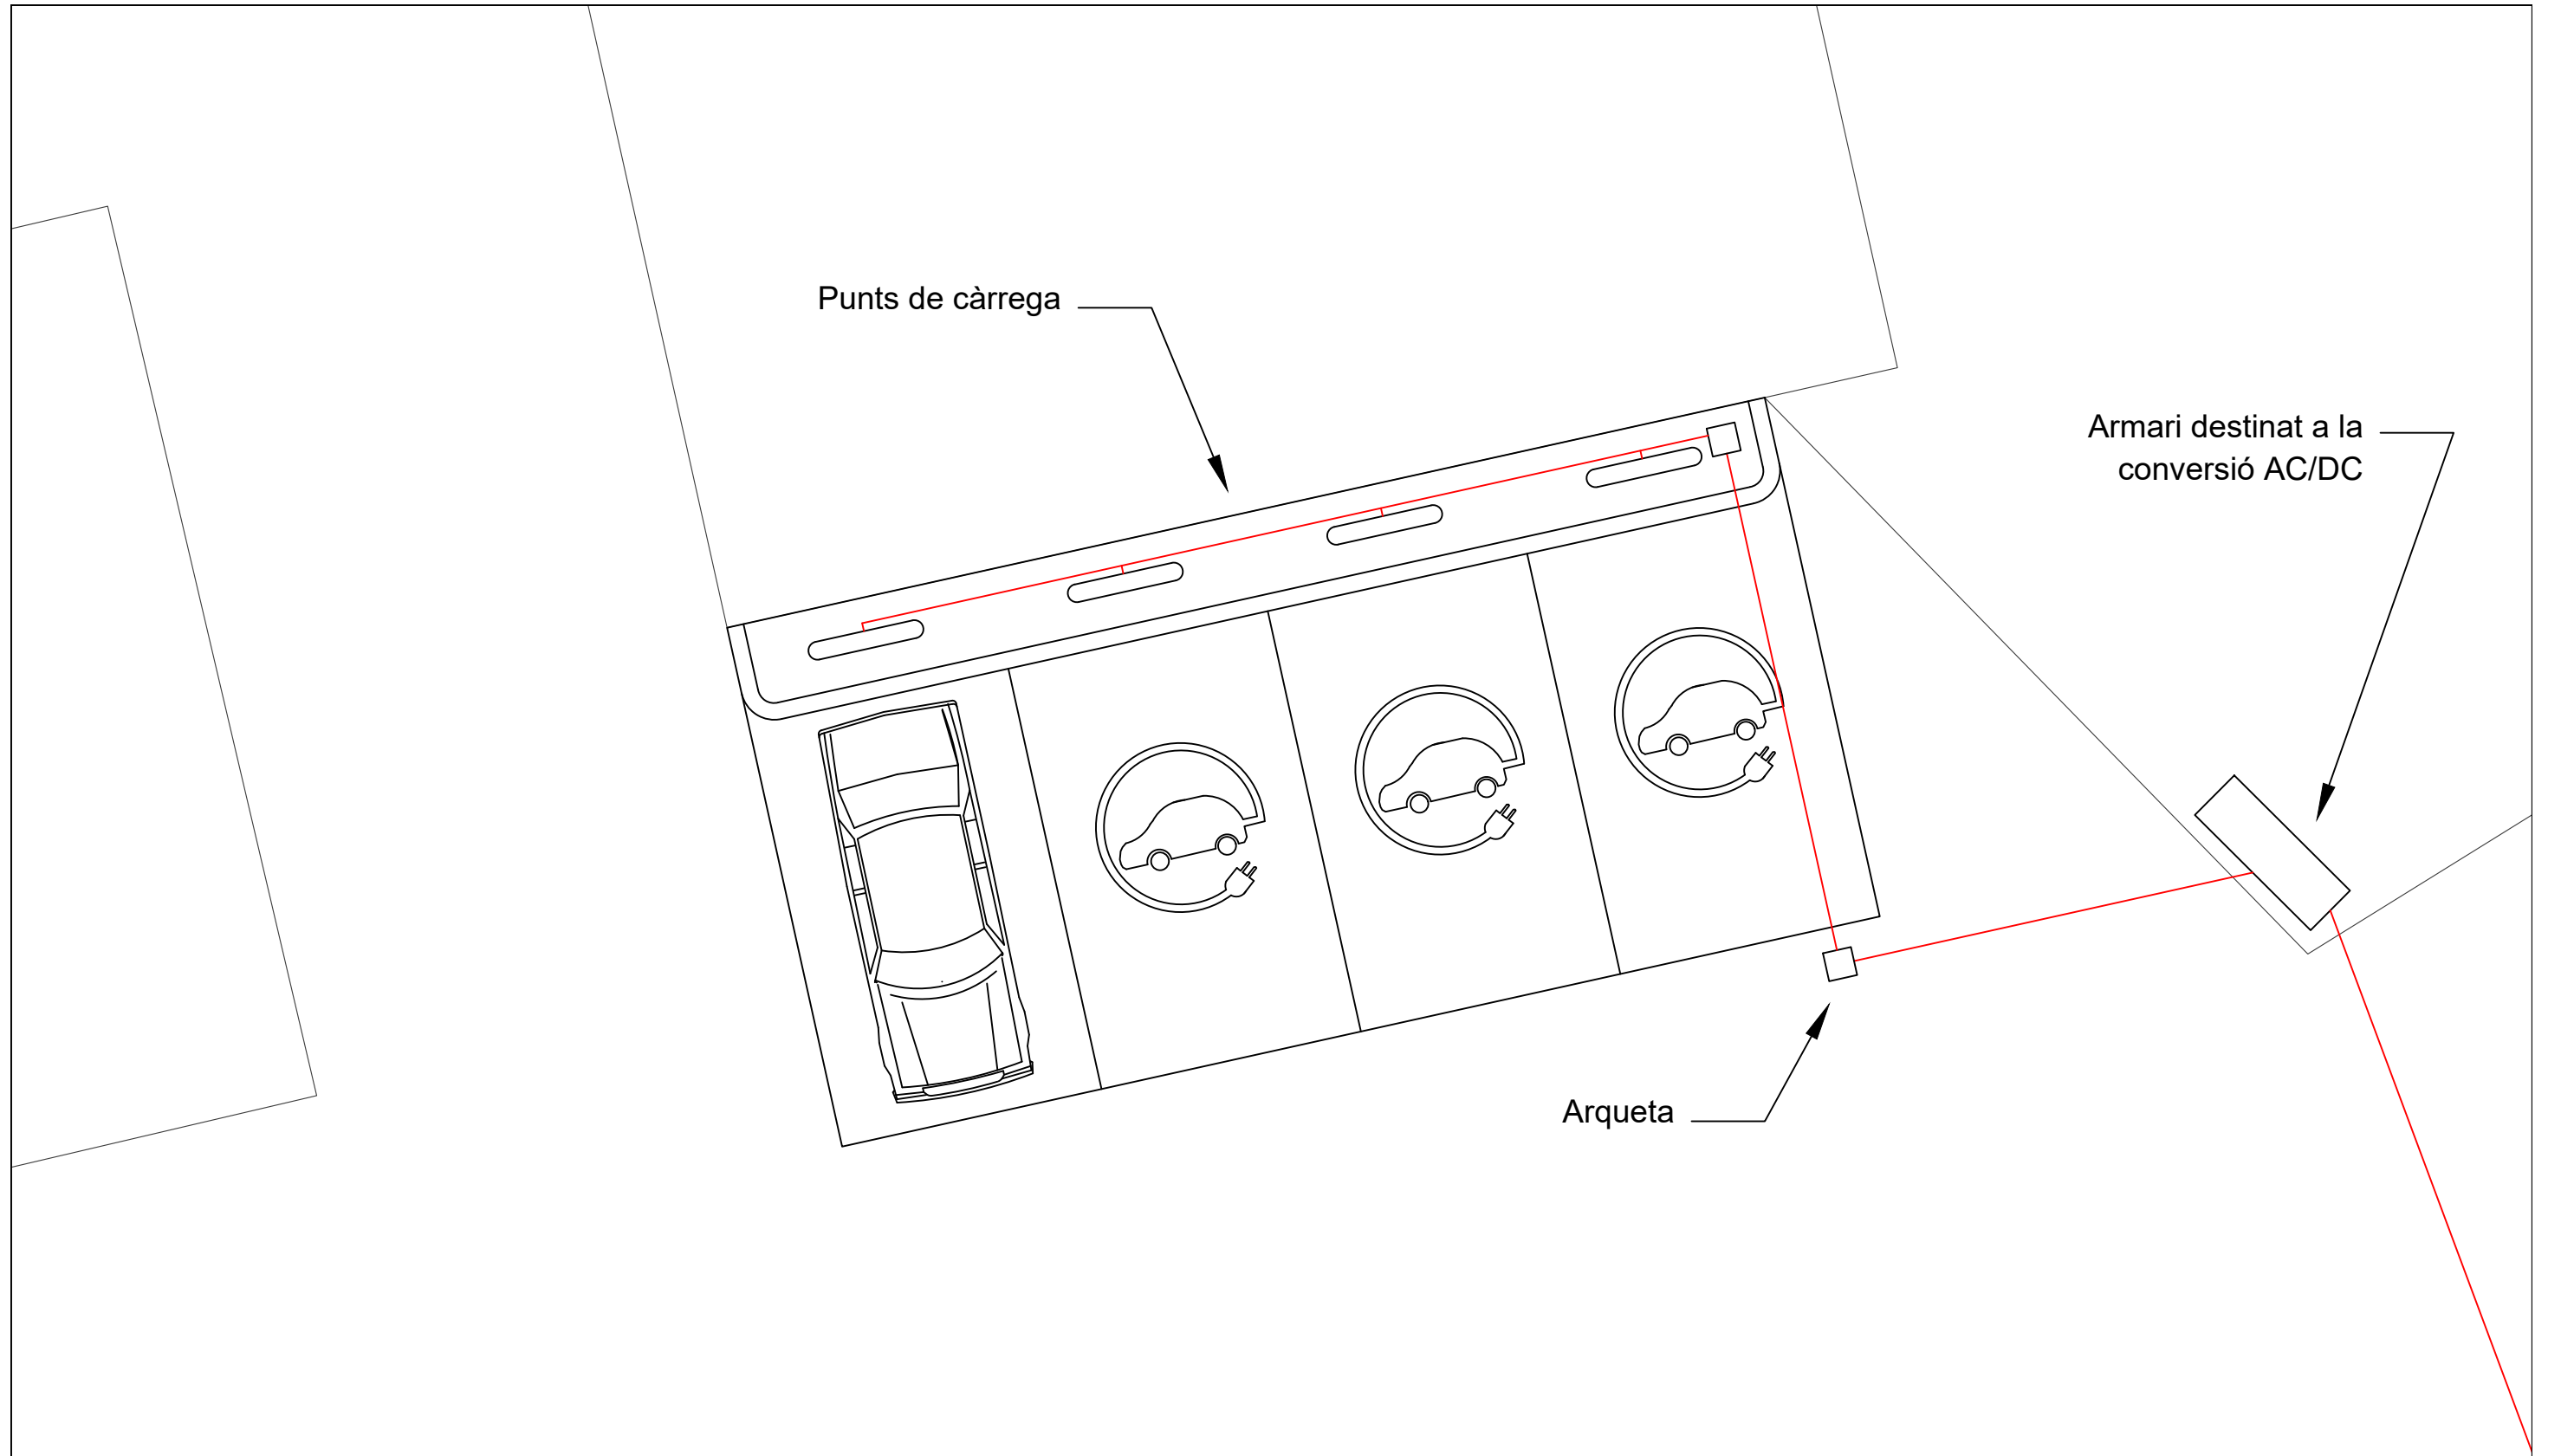 Punts de càrrega
Armari destinat a la
conversió AC/DC
Arqueta